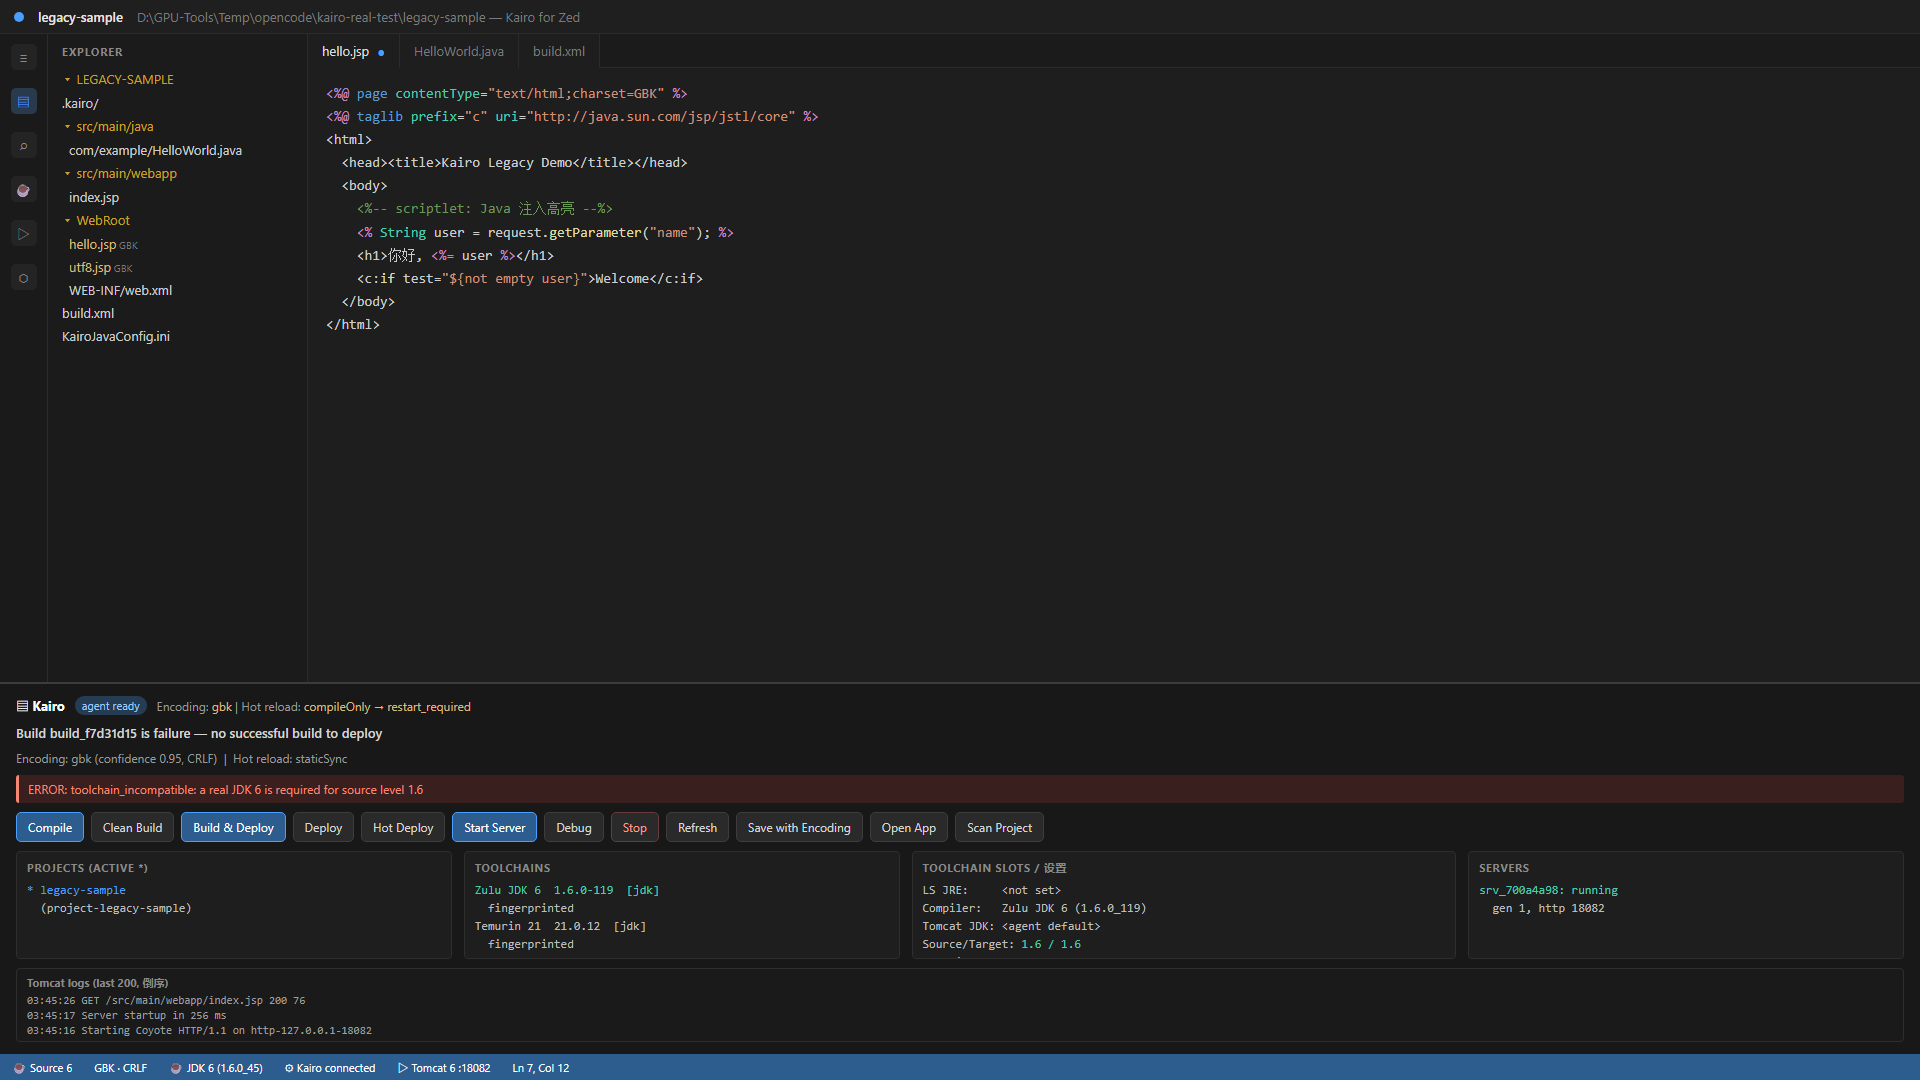 legacy-sample D:\GPU-Tools\Temp\opencode\kairo-real-test\legacy-sample — Kairo for Zed
EXPLORER
LEGACY-SAMPLE
.kairo/
src/main/java
com/example/HelloWorld.java
src/main/webapp
index.jsp
WebRoot
hello.jsp GBK
utf8.jsp GBK
WEB-INF/web.xml
build.xml
KairoJavaConfig.ini
hello.jsp ● HelloWorld.java build.xml
<%@ page contentType="text/html;charset=GBK" %>
<%@ taglib prefix="c" uri="http://java.sun.com/jsp/jstl/core" %>
<html>
  <head><title>Kairo Legacy Demo</title></head>
  <body>
    <%-- scriptlet: Java 注入高亮 --%>
    <% String user = request.getParameter("name"); %>
    <h1>你好, <%= user %></h1>
    <c:if test="${not empty user}">Welcome</c:if>
  </body>
</html>
Kairo agent ready Encoding: gbk | Hot reload: compileOnly → restart_required
Build build_f7d31d15 is failure — no successful build to deploy
Encoding: gbk (confidence 0.95, CRLF) | Hot reload: staticSync
ERROR: toolchain_incompatible: a real JDK 6 is required for source level 1.6
Compile Clean Build Build & Deploy Deploy Hot Deploy Start Server Debug Stop Refresh Save with Encoding Open App Scan Project
PROJECTS (ACTIVE *)
* legacy-sample
(project-legacy-sample)
TOOLCHAINS
Zulu JDK 6 1.6.0-119 [jdk]
fingerprinted
Temurin 21 21.0.12 [jdk]
fingerprinted
TOOLCHAIN SLOTS / 设置
LS JRE: <not set>
Compiler: Zulu JDK 6 (1.6.0_119)
Tomcat JDK: <agent default>
Source/Target: 1.6 / 1.6
SERVERS
srv_700a4a98: running
gen 1, http 18082
Tomcat logs (last 200, 倒序)
03:45:26 GET /src/main/webapp/index.jsp 200 76
03:45:17 Server startup in 256 ms
03:45:16 Starting Coyote HTTP/1.1 on http-127.0.0.1-18082
Source 6 GBK · CRLF JDK 6 (1.6.0_45) Kairo connected Tomcat 6 :18082 Ln 7, Col 12